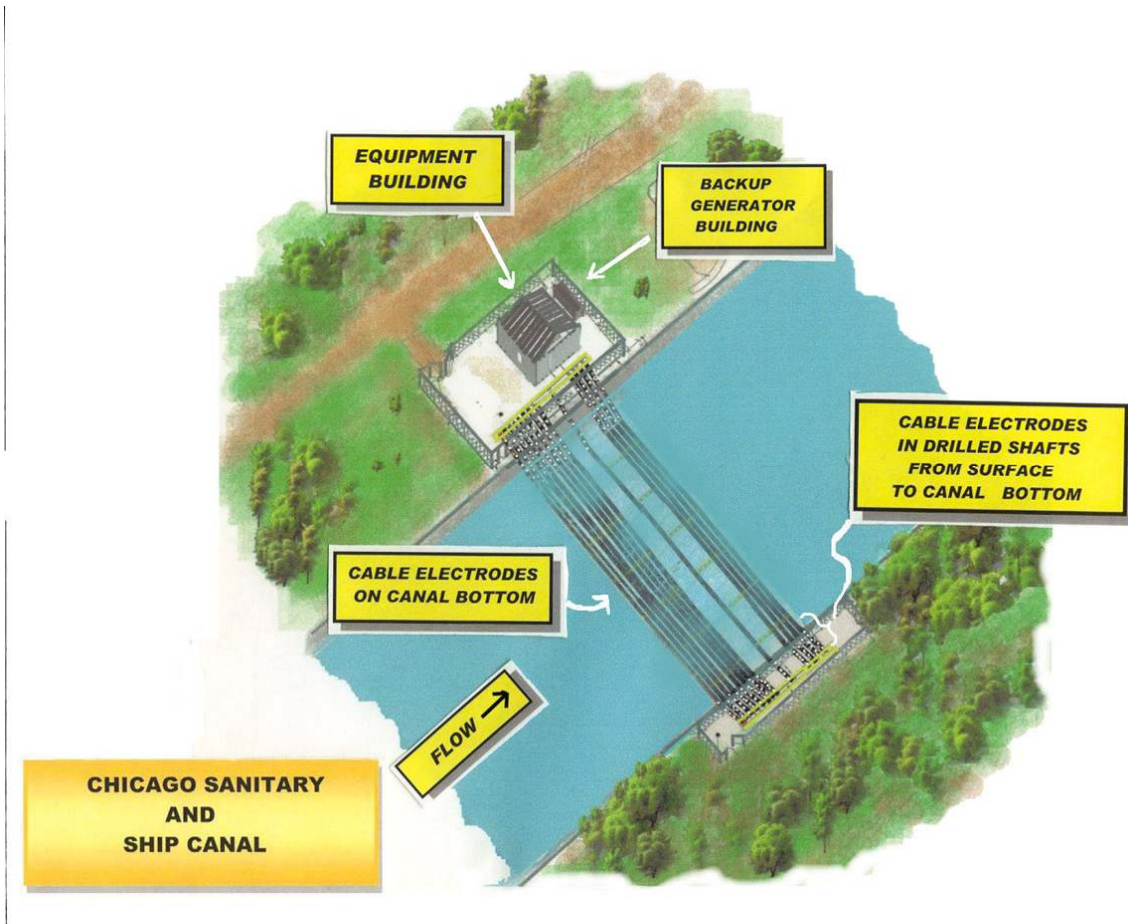 EQUIPMENT
BUILDING
BACKUP
GENERATOR
BUILDING
CABLE ELECTRODES
IN DRILLED SHAFTS
FROM SURFACE
TO CANAL BOTTOM
CABLE ELECTRODES
ON CANAL BOTTOM
FLOW
CHICAGO SANITARY
AND
SHIP CANAL